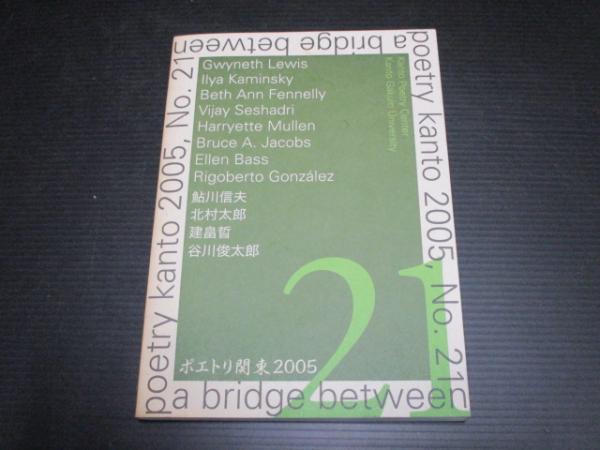 a bridge between
poetry kanto 2005, No. 21
Kanto Poetry Center
Kanto Gakuin University
Gwyneth Lewis
Ilya Kaminsky
Beth Ann Fennelly
Vijay Seshadri
Harryette Mullen
Bruce A. Jacobs
Ellen Bass
Rigoberto González
鮎川信夫
北村太郎
建畠晢
谷川俊太郎
21
ポエトリ関東2005
poetry kanto 2005, No. 21
a bridge between